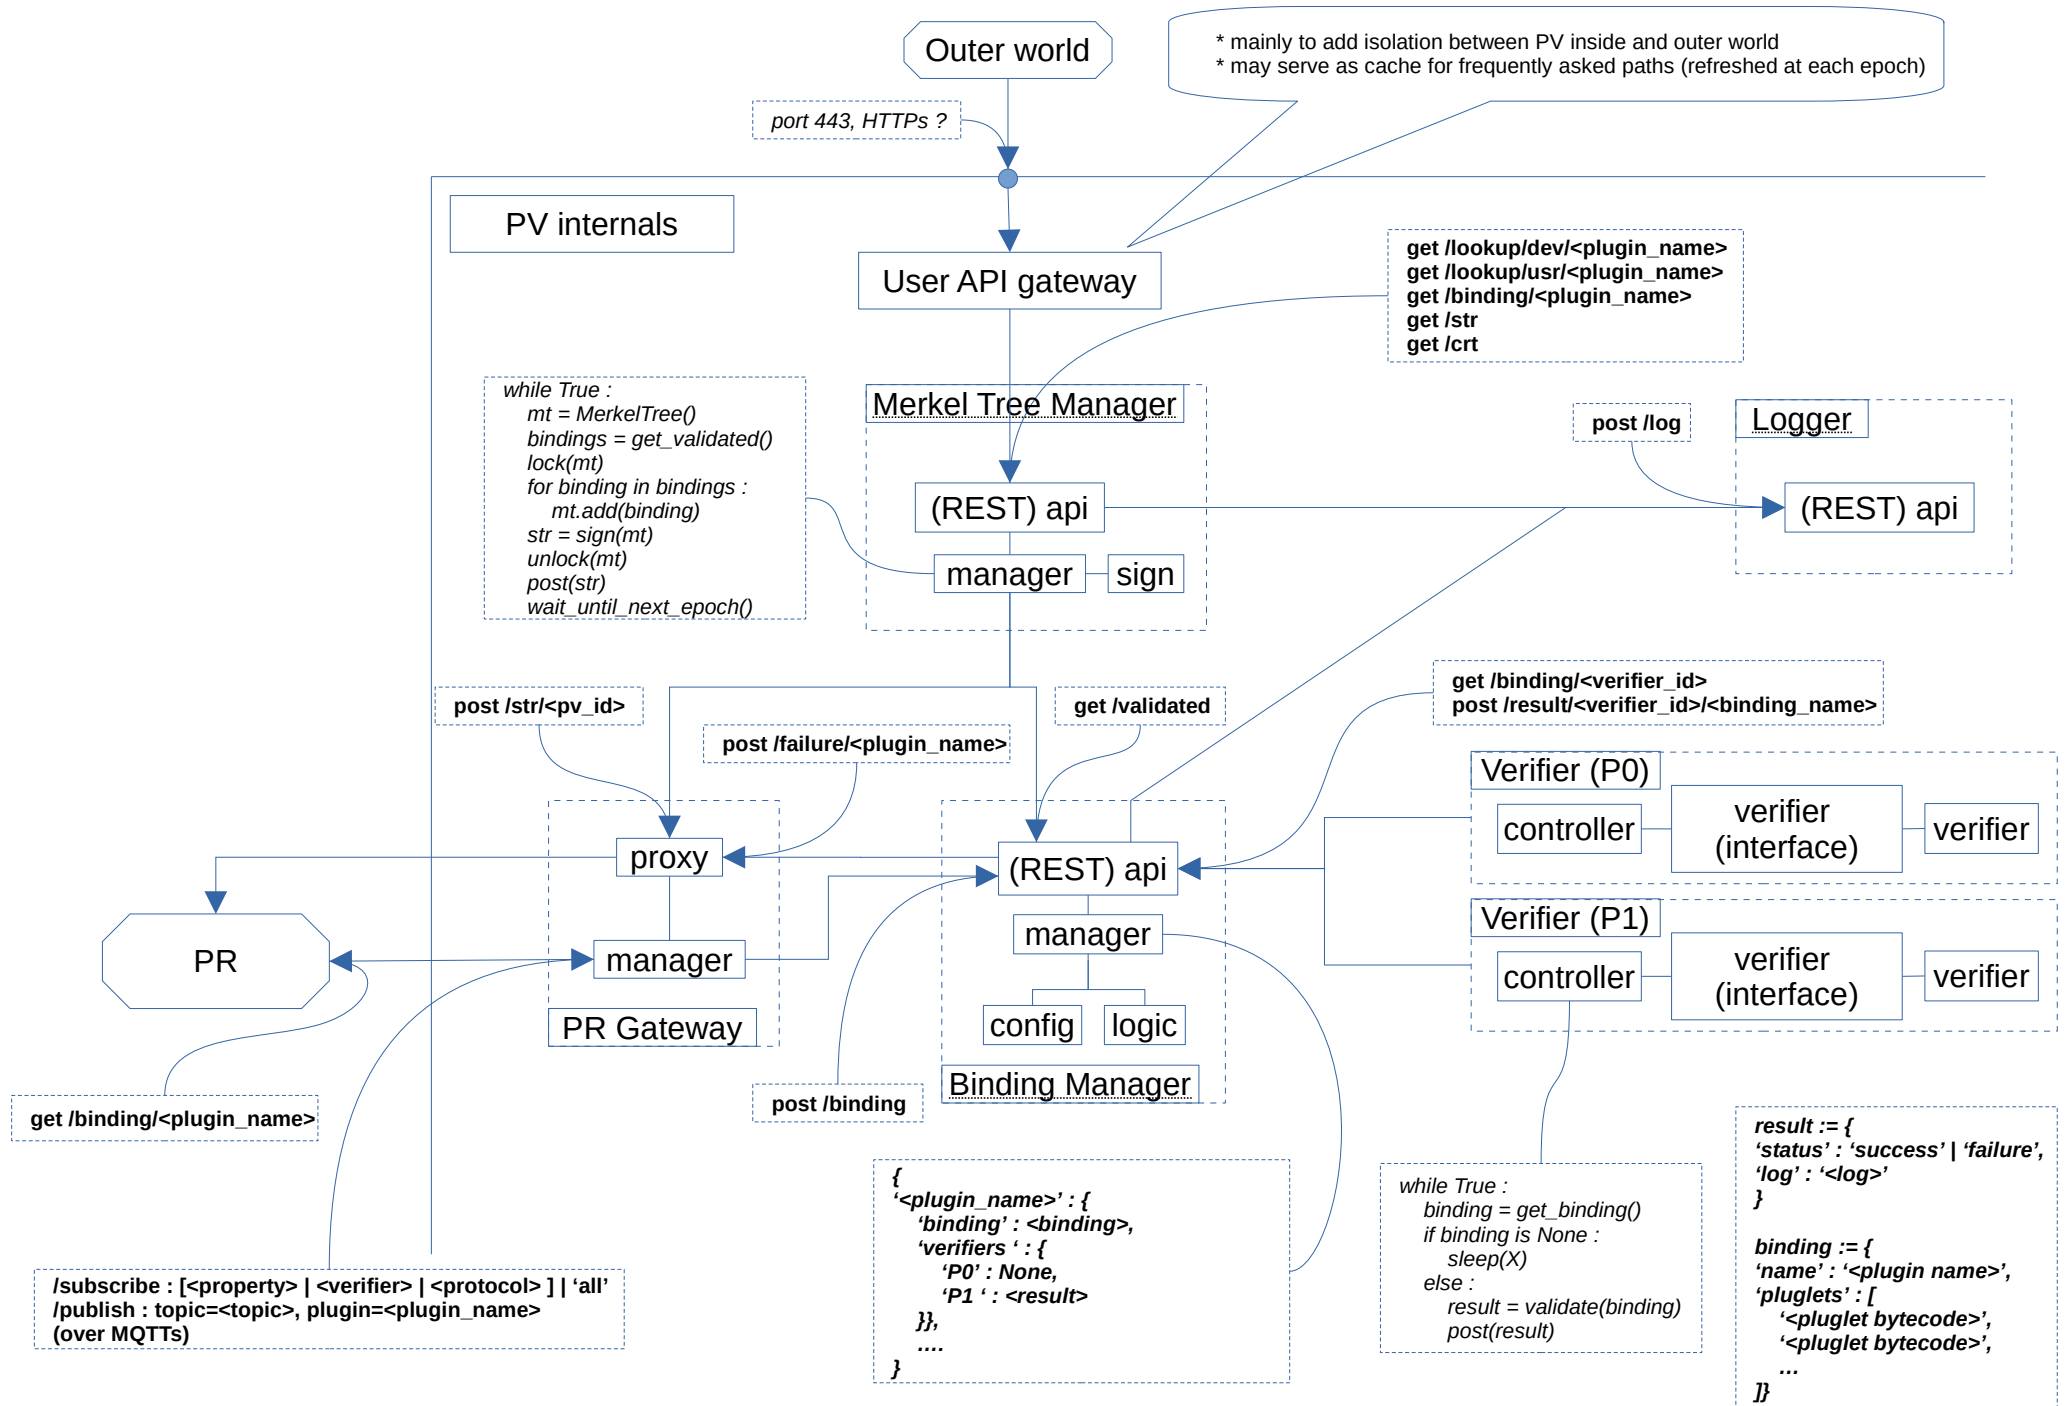 Outer world
* mainly to add isolation between PV inside and outer world
* may serve as cache for frequently asked paths (refreshed at each epoch)
port 443, HTTPs ?
PV internals
User API gateway
get /lookup/dev/<plugin_name>
get /lookup/usr/<plugin_name>
get /binding/<plugin_name>
get /str
get /crt
while True :
mt = MerkelTree()
bindings = get_validated()
lock(mt)
for binding in bindings :
mt.add(binding)
str = sign(mt)
unlock(mt)
post(str)
wait_until_next_epoch()
Merkel Tree Manager
(REST) api
manager
sign
post /log
Logger
(REST) api
post /str/<pv_id>
post /failure/<plugin_name>
get /validated
get /binding/<verifier_id>
post /result/<verifier_id>/<binding_name>
proxy
manager
PR Gateway
PR
(REST) api
manager
config
logic
Binding Manager
Verifier (P0)
controller
verifier
(interface)
verifier
Verifier (P1)
controller
verifier
(interface)
verifier
get /binding/<plugin_name>
post /binding
/subscribe : [<property> | <verifier> | <protocol> ] | ‘all’
/publish : topic=<topic>, plugin=<plugin_name>
(over MQTTs)
{
‘<plugin_name>’ : {
‘binding’ : <binding>,
‘verifiers ‘ : {
‘P0’ : None,
‘P1 ‘ : <result>
}},
….
}
while True :
binding = get_binding()
if binding is None :
sleep(X)
else :
result = validate(binding)
post(result)
result := {
‘status’ : ‘success’ | ‘failure’,
‘log’ : ‘<log>’
}
binding := {
‘name’ : ‘<plugin name>’,
‘pluglets’ : [
‘<pluglet bytecode>’,
‘<pluglet bytecode>’,
…
]}